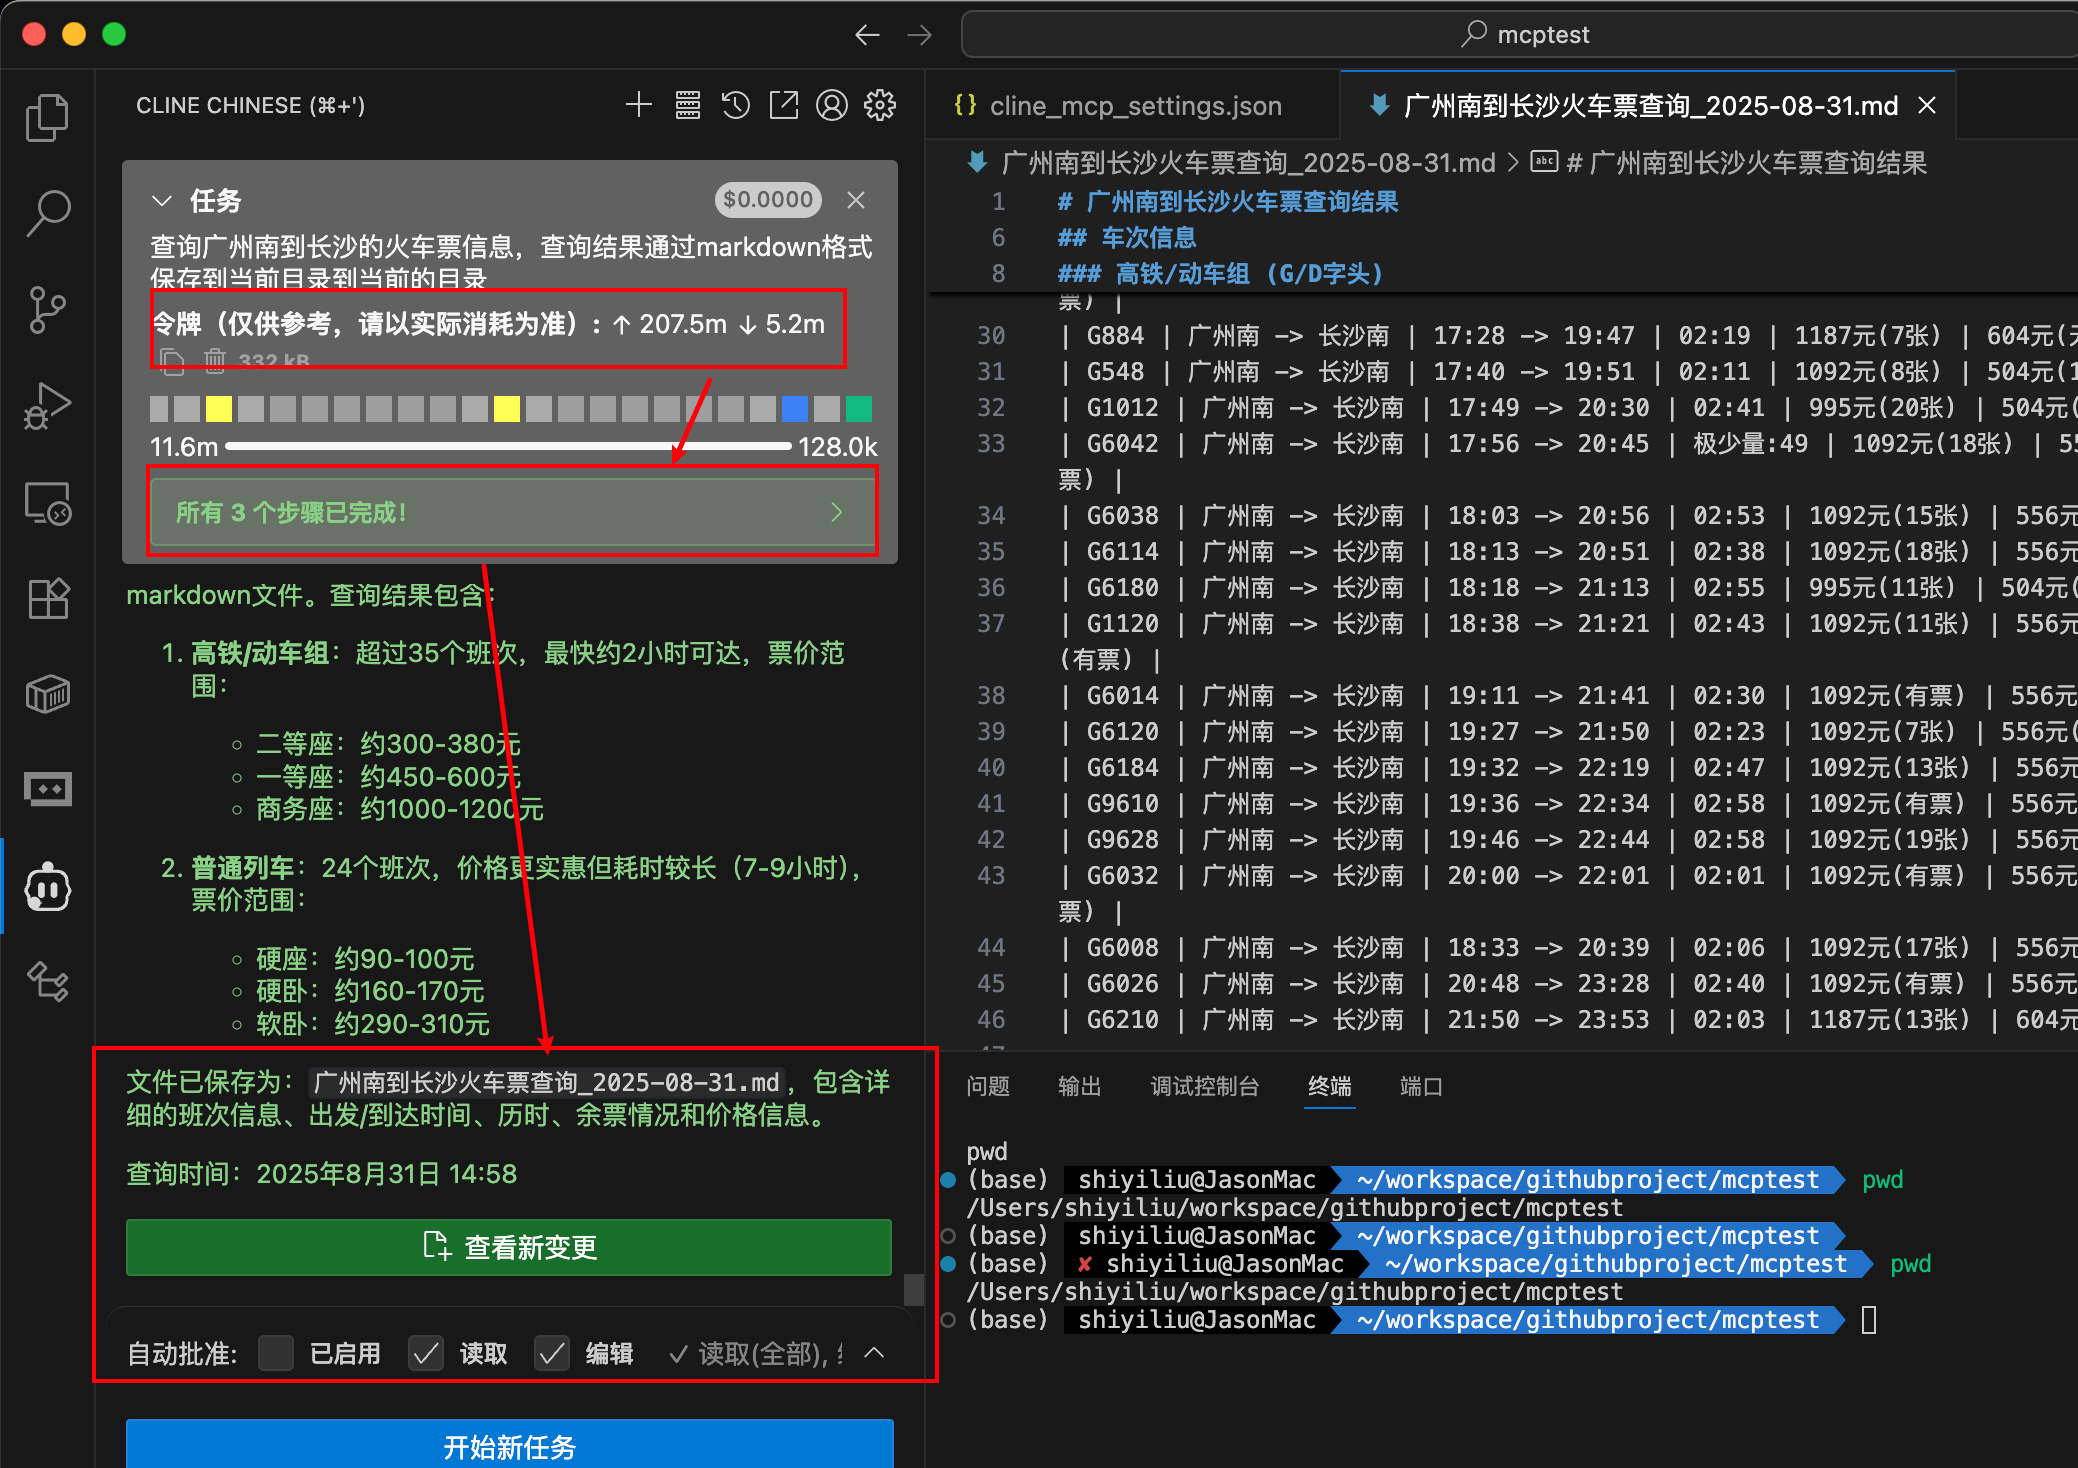 mcptest
CLINE CHINESE (⌘+')
任务
$0.0000
查询广州南到长沙的火车票信息，查询结果通过markdown格式
保存到当前目录到当前的目录
令牌（仅供参考，请以实际消耗为准）: ↑ 207.5m ↓ 5.2m
332 kB
11.6m
128.0k
所有 3 个步骤已完成!
markdown文件。查询结果包含:
1. 高铁/动车组：超过35个班次，最快约2小时可达，票价范
围：
二等座：约300-380元
一等座：约450-600元
商务座：约1000-1200元
2. 普通列车：24个班次，价格更实惠但耗时较长（7-9小时），
票价范围：
硬座：约90-100元
硬卧：约160-170元
软卧：约290-310元
文件已保存为：广州南到长沙火车票查询_2025-08-31.md，包含详
细的班次信息、出发/到达时间、历时、余票情况和价格信息。
查询时间：2025年8月31日 14:58
查看新变更
自动批准: 已启用 读取 编辑 ✓ 读取(全部),
开始新任务
{} cline_mcp_settings.json
广州南到长沙火车票查询_2025-08-31.md
广州南到长沙火车票查询_2025-08-31.md > abc # 广州南到长沙火车票查询结果
1 # 广州南到长沙火车票查询结果
6 ## 车次信息
8 ### 高铁/动车组 (G/D字头)
票) |
30 | G884 | 广州南 -> 长沙南 | 17:28 -> 19:47 | 02:19 | 1187元(7张) | 604元(
31 | G548 | 广州南 -> 长沙南 | 17:40 -> 19:51 | 02:11 | 1092元(8张) | 504元(1
32 | G1012 | 广州南 -> 长沙南 | 17:49 -> 20:30 | 02:41 | 995元(20张) | 504元(
33 | G6042 | 广州南 -> 长沙南 | 17:56 -> 20:45 | 极少量:49 | 1092元(18张) | 55
票) |
34 | G6038 | 广州南 -> 长沙南 | 18:03 -> 20:56 | 02:53 | 1092元(15张) | 556元
35 | G6114 | 广州南 -> 长沙南 | 18:13 -> 20:51 | 02:38 | 1092元(18张) | 556元
36 | G6180 | 广州南 -> 长沙南 | 18:18 -> 21:13 | 02:55 | 995元(11张) | 504元(
37 | G1120 | 广州南 -> 长沙南 | 18:38 -> 21:21 | 02:43 | 1092元(11张) | 556元
(有票) |
38 | G6014 | 广州南 -> 长沙南 | 19:11 -> 21:41 | 02:30 | 1092元(有票) | 556元
39 | G6120 | 广州南 -> 长沙南 | 19:27 -> 21:50 | 02:23 | 1092元(7张) | 556元(
40 | G6184 | 广州南 -> 长沙南 | 19:32 -> 22:19 | 02:47 | 1092元(13张) | 556元
41 | G9610 | 广州南 -> 长沙南 | 19:36 -> 22:34 | 02:58 | 1092元(有票) | 556元
42 | G9628 | 广州南 -> 长沙南 | 19:46 -> 22:44 | 02:58 | 1092元(19张) | 556元
43 | G6032 | 广州南 -> 长沙南 | 20:00 -> 22:01 | 02:01 | 1092元(有票) | 556元
票) |
44 | G6008 | 广州南 -> 长沙南 | 18:33 -> 20:39 | 02:06 | 1092元(17张) | 556元
45 | G6026 | 广州南 -> 长沙南 | 20:48 -> 23:28 | 02:40 | 1092元(有票) | 556元
46 | G6210 | 广州南 -> 长沙南 | 21:50 -> 23:53 | 02:03 | 1187元(13张) | 604元
问题 输出 调试控制台 终端 端口
pwd
(base) shiyiliu@JasonMac ~/workspace/githubproject/mcptest pwd
/Users/shiyiliu/workspace/githubproject/mcptest
(base) shiyiliu@JasonMac ~/workspace/githubproject/mcptest
(base) ✘ shiyiliu@JasonMac ~/workspace/githubproject/mcptest pwd
/Users/shiyiliu/workspace/githubproject/mcptest
(base) shiyiliu@JasonMac ~/workspace/githubproject/mcptest